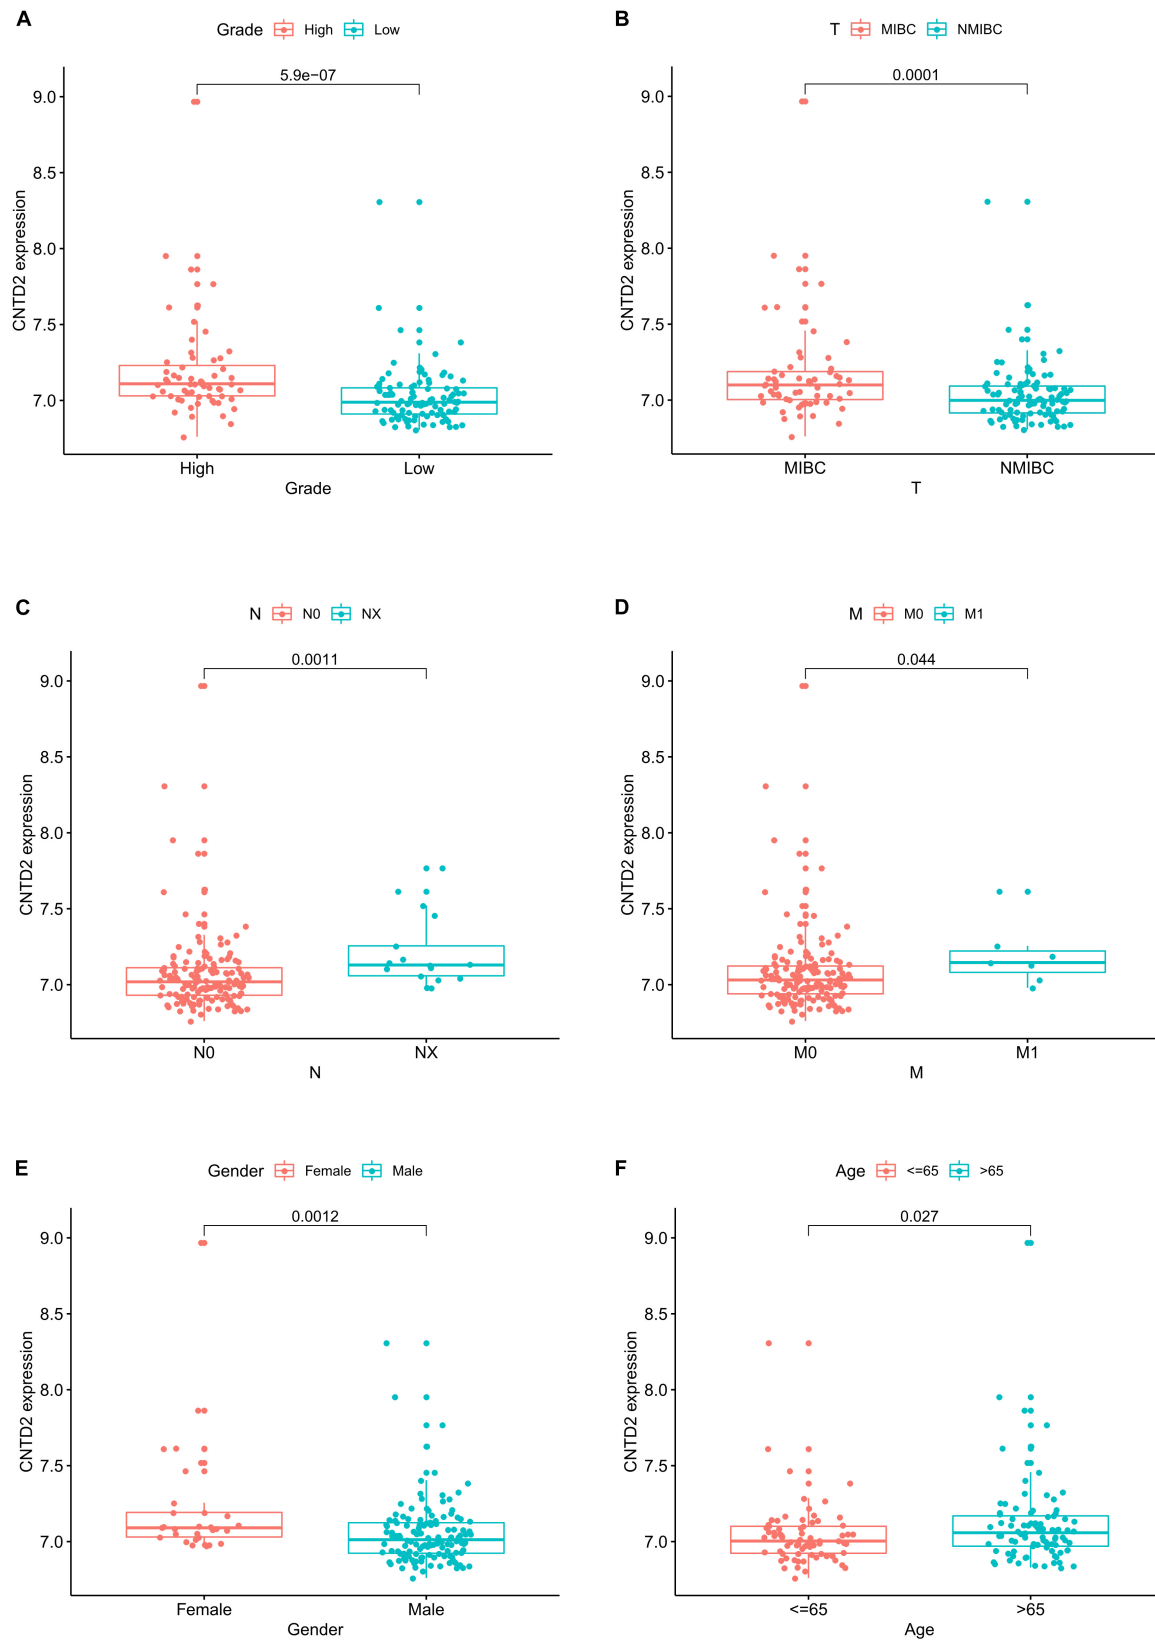 A
Grade High Low
5.9e−07
9.0
8.5
8.0
7.5
7.0
CNTD2 expression
High Low
Grade
B
T MIBC NMIBC
0.0001
9.0
8.5
8.0
7.5
7.0
CNTD2 expression
MIBC NMIBC
T
C
N N0 NX
0.0011
9.0
8.5
8.0
7.5
7.0
CNTD2 expression
N0 NX
N
D
M M0 M1
0.044
9.0
8.5
8.0
7.5
7.0
CNTD2 expression
M0 M1
M
E
Gender Female Male
0.0012
9.0
8.5
8.0
7.5
7.0
CNTD2 expression
Female Male
Gender
F
Age <=65 >65
0.027
9.0
8.5
8.0
7.5
7.0
CNTD2 expression
<=65 >65
Age